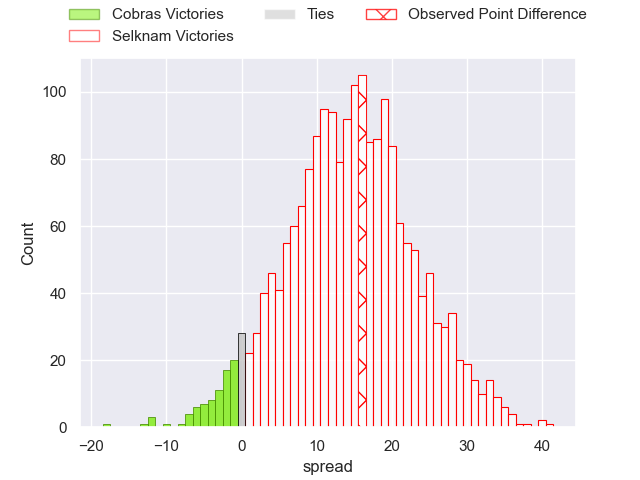 Cobras Victories
Ties
Observed Point Difference
Selknam Victories
100
80
60
40
20
0
Count
−20
−10
0
10
20
30
40
spread